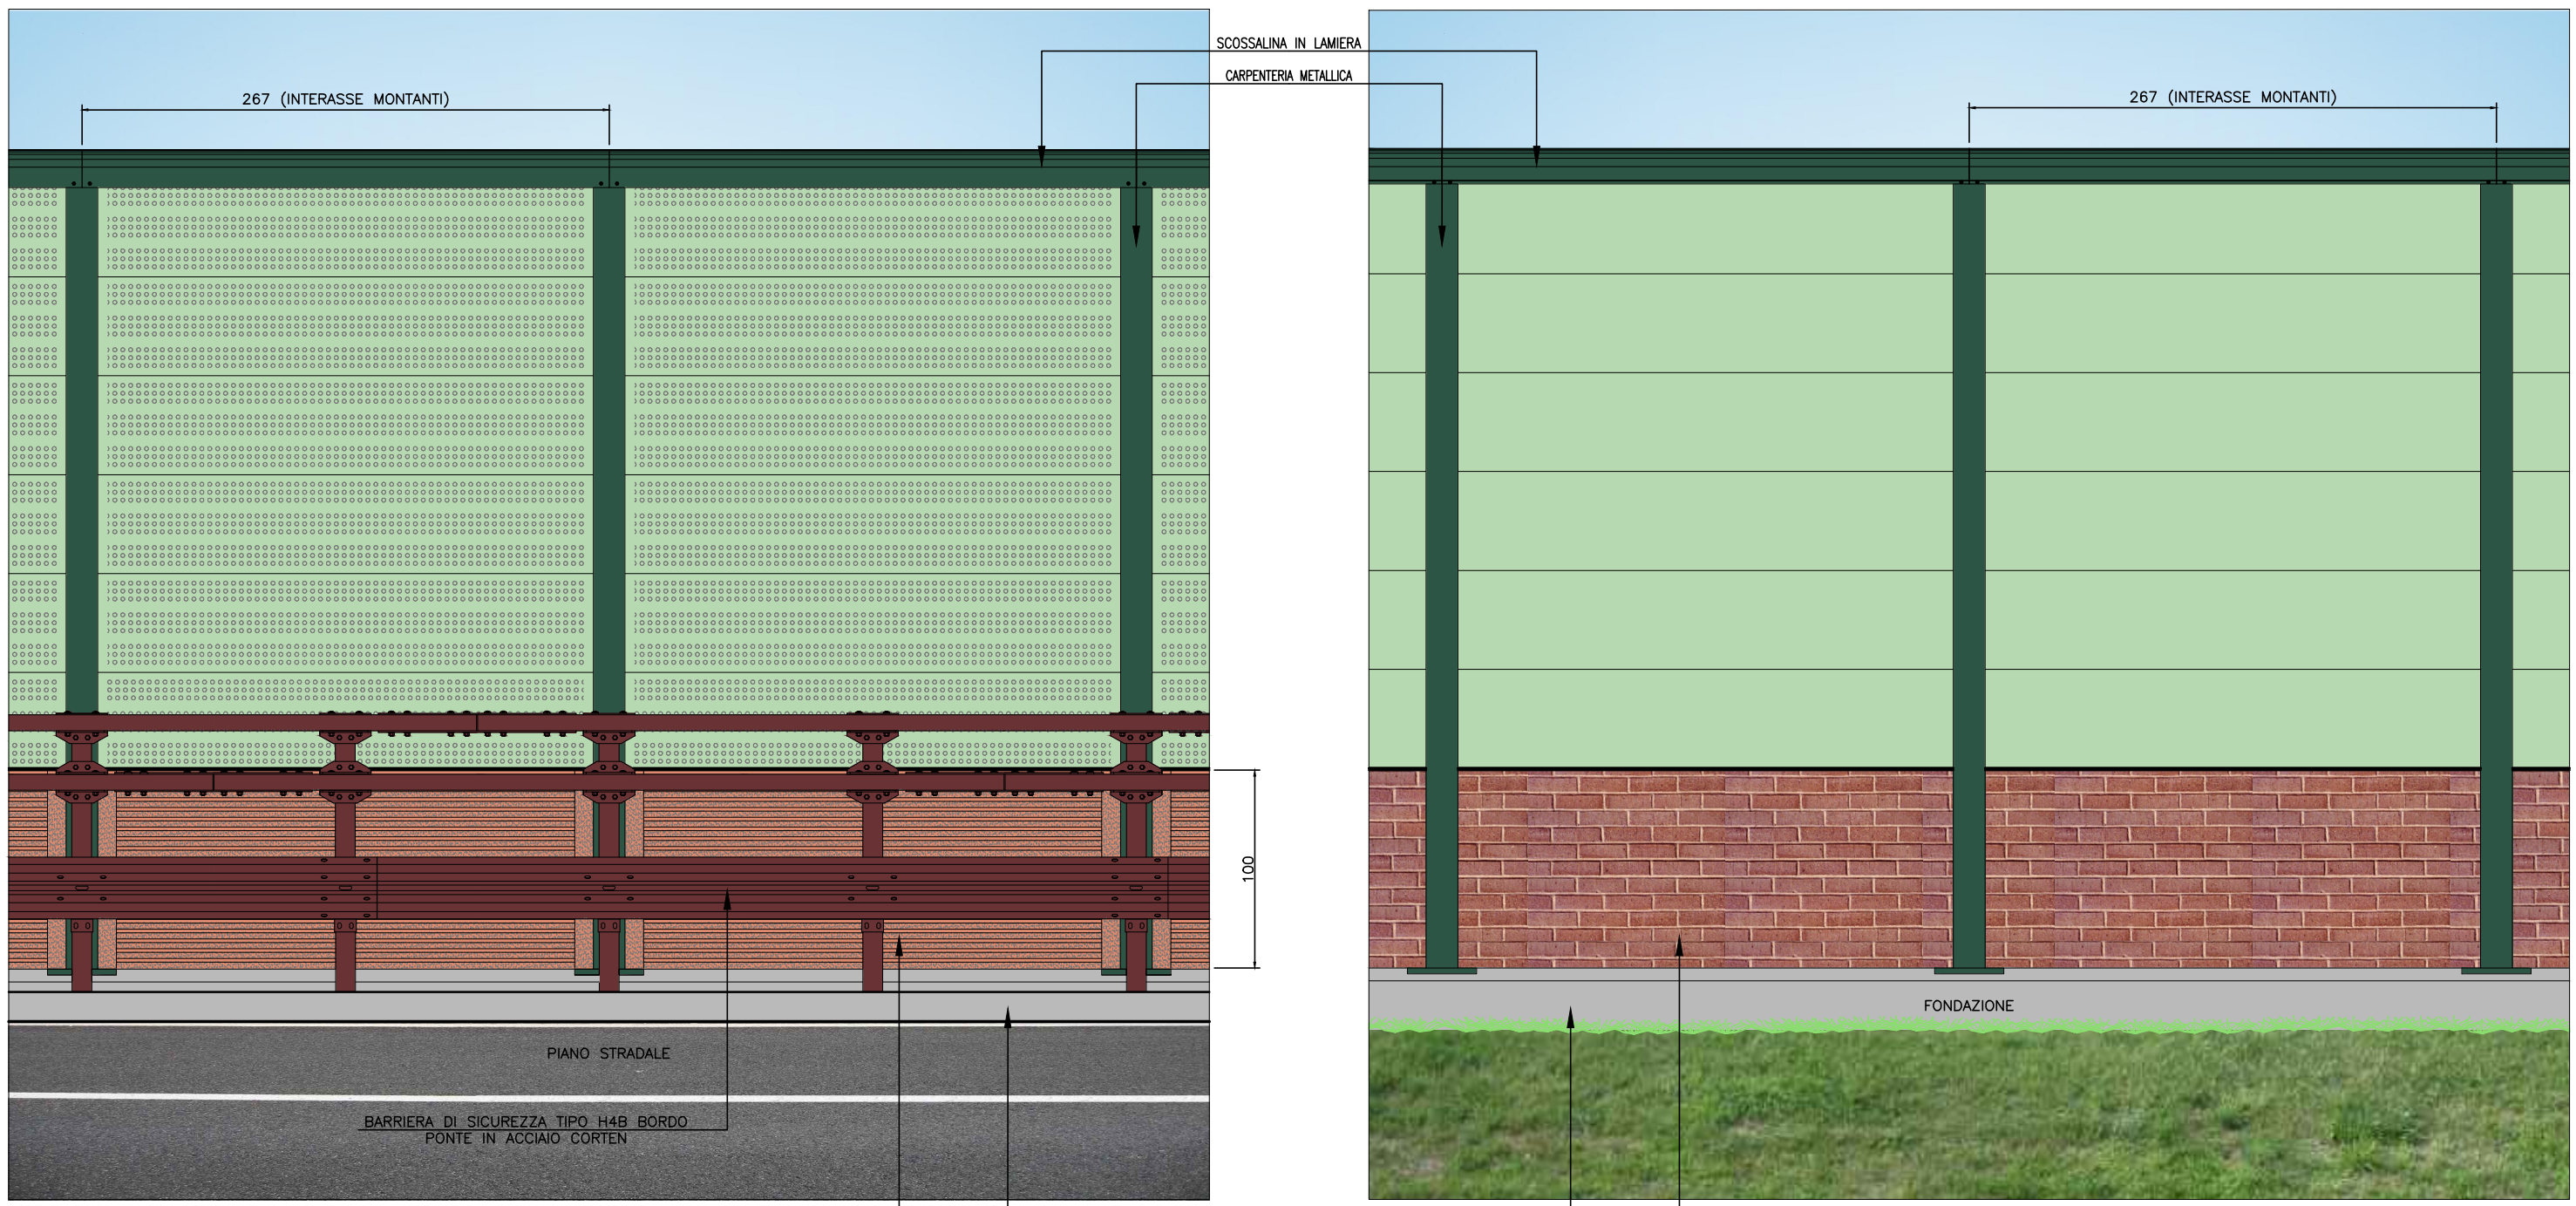 SCOSSALINA IN LAMIERA
CARPENTERIA METALLICA
267 (INTERASSE MONTANTI)
267 (INTERASSE MONTANTI)
100
FONDAZIONE
PIANO STRADALE
BARRIERA DI SICUREZZA TIPO H4B BORDO
PONTE IN ACCIAIO CORTEN